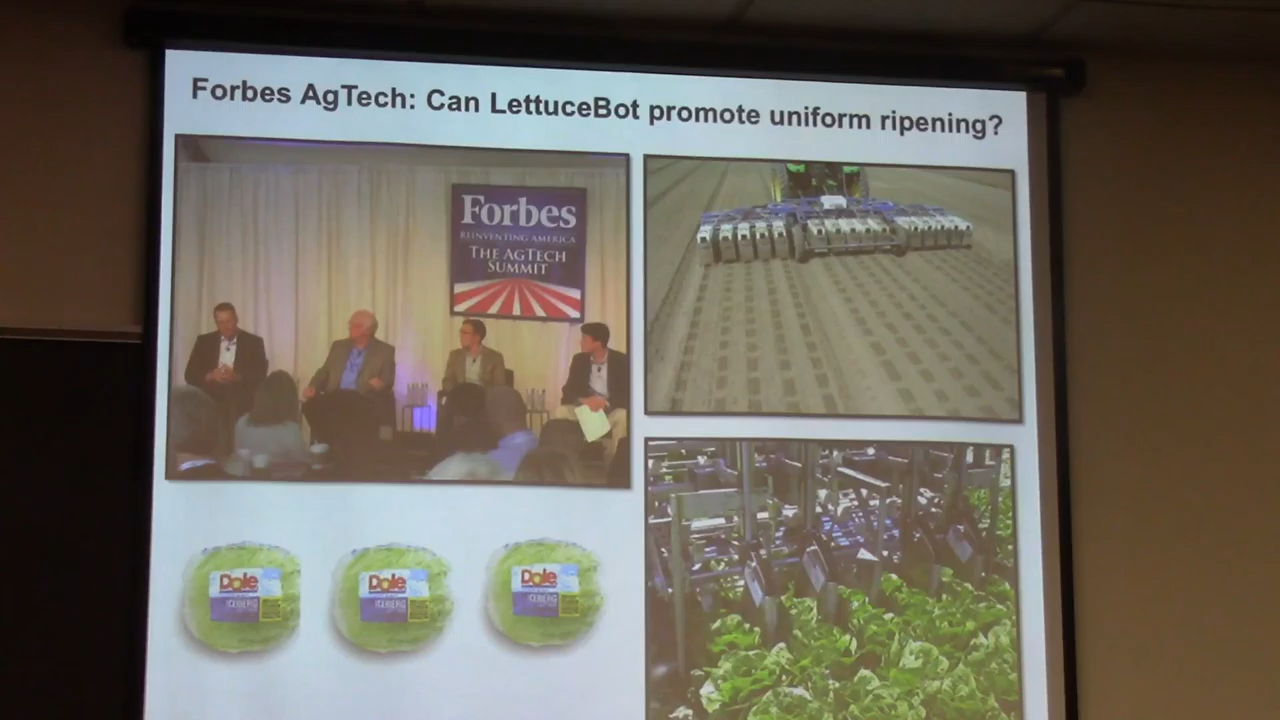 Forbes AgTech: Can LettuceBot promote uniform ripening?
Forbes
REINVENTING AMERICA
THE AGTECH
SUMMIT
Dole
ICEBERG
Dole
ICEBERG
Dole
ICEBERG